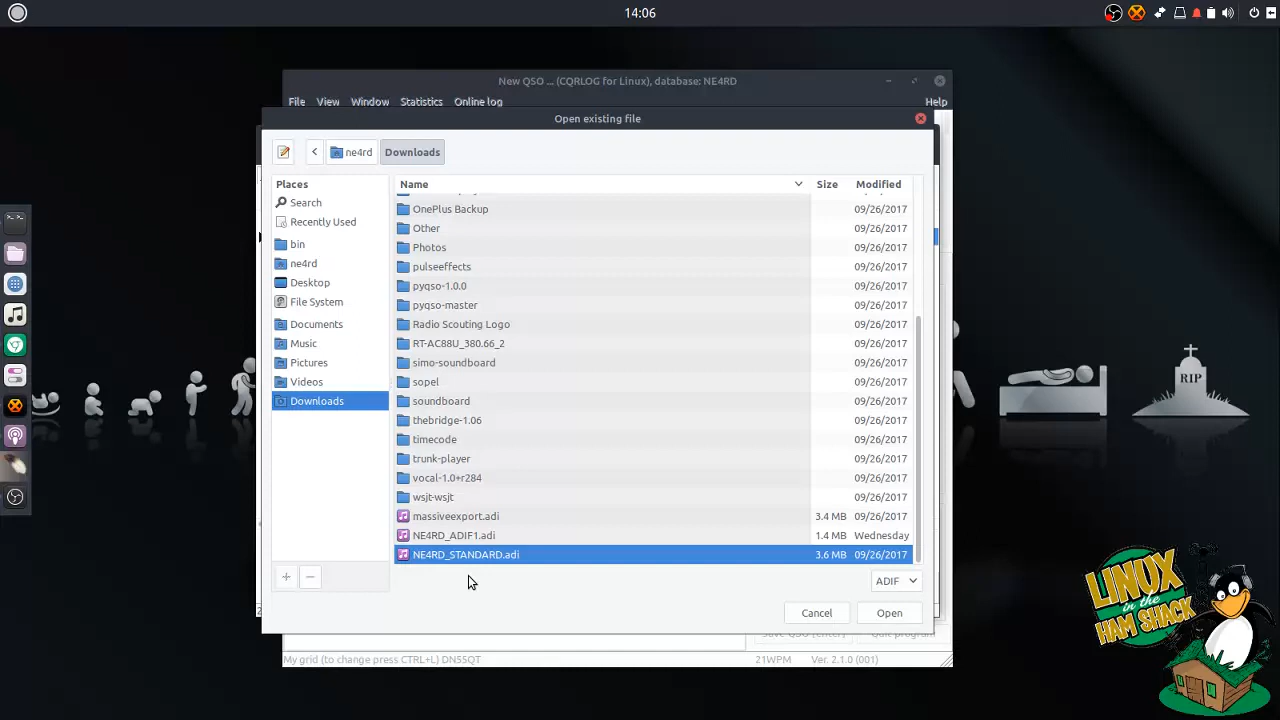 14:06
New QSO ... (CQRLOG for Linux), database: NE4RD
File View Window Statistics Online log Help
Open existing file
ne4rd Downloads
Places
Search
Recently Used
bin
ne4rd
Desktop
File System
Documents
Music
Pictures
Videos
Downloads
Name Size Modified
OnePlus Backup 09/26/2017
Other 09/26/2017
Photos 09/26/2017
pulseeffects 09/26/2017
pyqso-1.0.0 09/26/2017
pyqso-master 09/26/2017
Radio Scouting Logo 09/26/2017
RT-AC88U_380.66_2 09/26/2017
simo-soundboard 09/26/2017
sopel 09/26/2017
soundboard 09/26/2017
thebridge-1.06 09/26/2017
timecode 09/26/2017
trunk-player 09/26/2017
vocal-1.0+r284 09/26/2017
wsjt-wsjt 09/26/2017
massiveexport.adi 3.4 MB 09/26/2017
NE4RD_ADIF1.adi 1.4 MB Wednesday
NE4RD_STANDARD.adi 3.6 MB 09/26/2017
ADIF
Cancel Open
My grid (to change press CTRL+L) DN55QT 21WPM Ver. 2.1.0 (001)
RIP
LINUX
in the
HAM SHACK